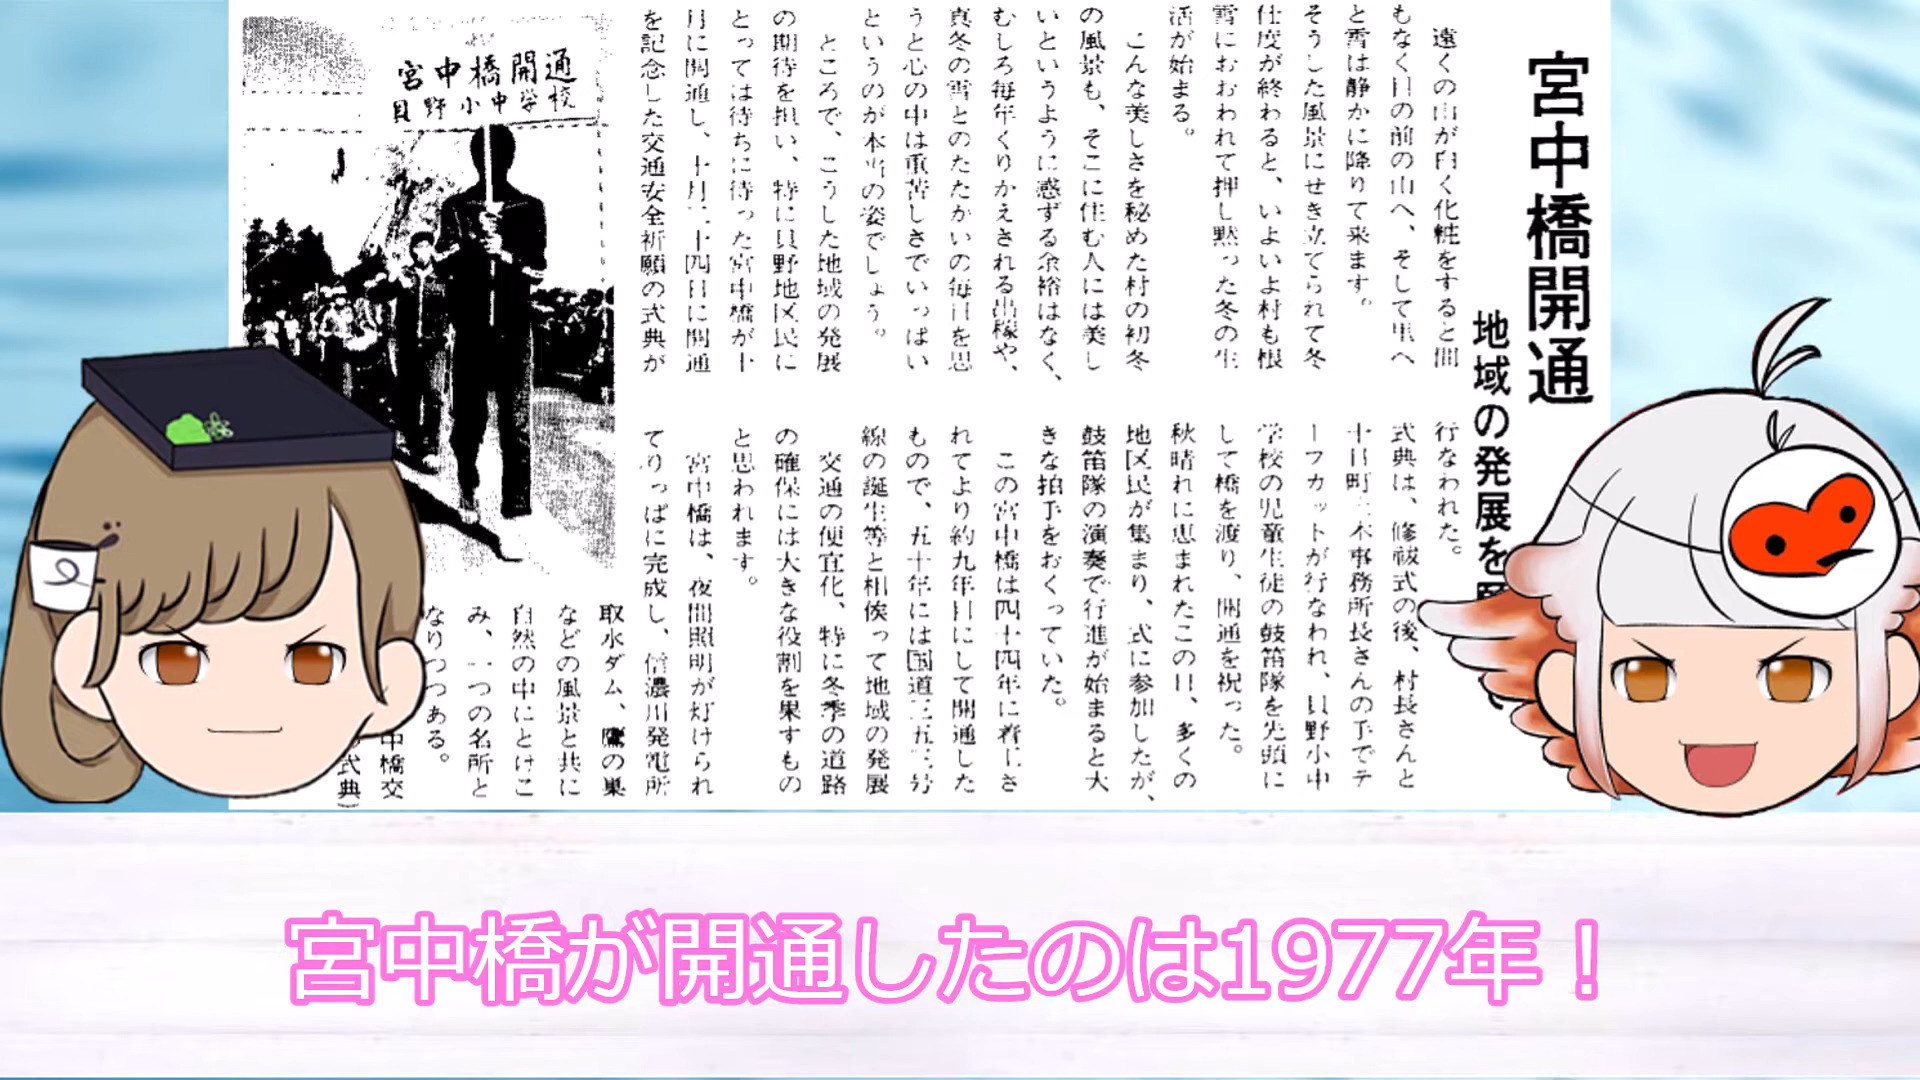 宮中橋開通
地域の発展を
遠くの山が白く化粧をすると間
もなく目の前の山へ、そして里へ
と雪は静かに降りて来ます。
そうした風景にせき立てられて冬
仕度が終わると、いよいよ村も根
雪におおわれて押し黙った冬の生
活が始まる。
こんな美しさを秘めた村の初冬
の風景も、そこに住む人には美し
いというように惑ずる余裕はなく、
むしろ毎年くりかえされる出稼や、
真冬の雪とのたたかいの毎日を思
うと心の中は重苦しさでいっぱい
というのが本当の姿でしょう。
ところで、こうした地域の発展
の期待を担い、特に貝野地区民に
とっては待ちに待った宮中橋が十
月に開通し、十月二十四日に開通
を記念した交通安全祈願の式典が
行なわれた。
式典は、修祓式の後、村長さんと
十日町土木事務所長さんの手でテ
ープカットが行なわれ、貝野小中
学校の児童生徒の鼓笛隊を先頭に
して橋を渡り、開通を祝った。
秋晴れに恵まれたこの日、多くの
地区民が集まり、式に参加したが、
鼓笛隊の演奏で行進が始まると大
きな拍手をおくっていた。
この宮中橋は四十四年に着工さ
れてより約九年目にして開通した
もので、五十年には国道三五三号
線の誕生等と相俟って地域の発展
交通の便宜化、特に冬季の道路
の確保には大きな役割を果すもの
と思われます。
宮中橋は、夜間照明が灯けられ
てりっぱに完成し、信濃川発電所
取水ダム、鷹の巣
などの風景と共に
自然の中にとけこ
み、一つの名所と
なりつつある。
中橋交
式典）
宮中橋開通
貝野小中学校
宮中橋が開通したのは1977年！